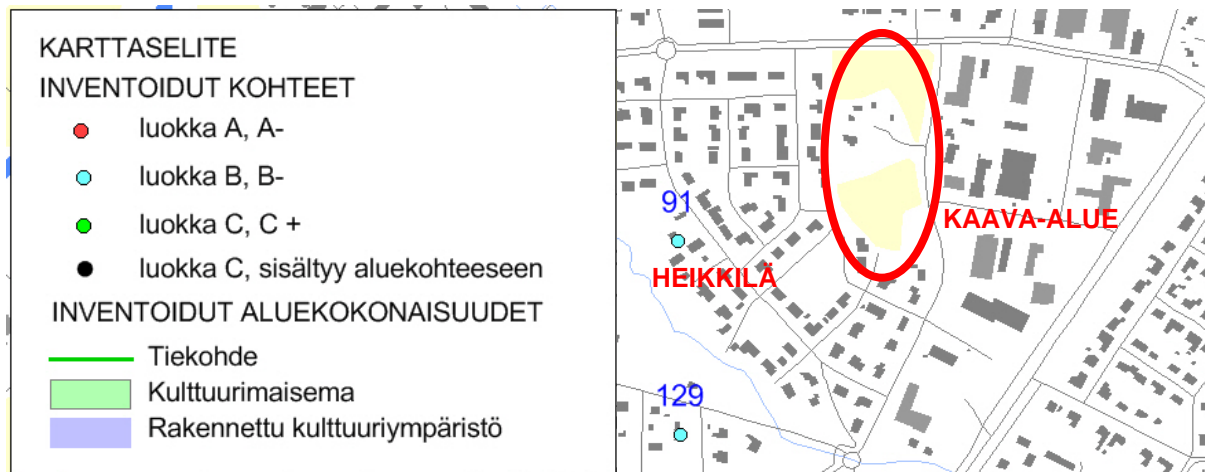 KARTTASELITE
INVENTOIDUT KOHTEET
luokka A, A-
luokka B, B-
luokka C, C +
luokka C, sisältyy aluekohteeseen
INVENTOIDUT ALUEKOKONAISUUDET
Tiekohde
Kulttuurimaisema
Rakennettu kulttuuriympäristö
91
KAAVA-ALUE
HEIKKILÄ
129